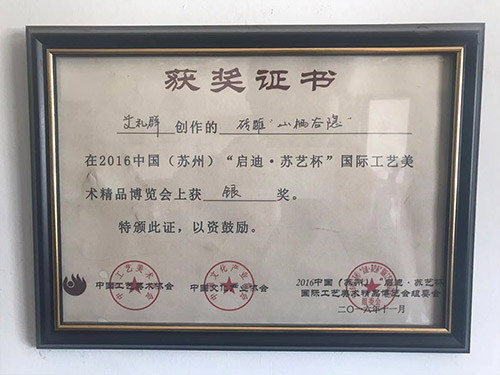 获奖证书
艾礼群 创作的 砖雕"山栖谷隐"
在2016中国（苏州）“启迪·苏艺杯”国际工艺美
术精品博览会上获 银 奖。
特颁此证，以资鼓励。
中国工艺美术协会
中国文化产业协会
2016中国（苏州）“启迪·苏艺杯”
国际工艺美术精品博览会组委会
二〇一六年十一月